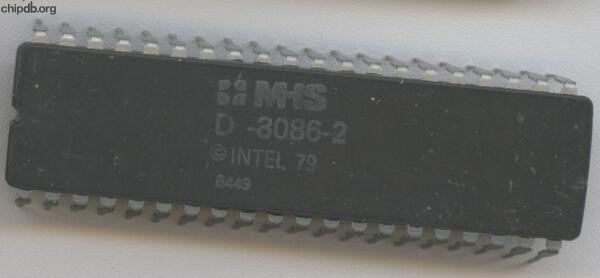 chipdb.org
MHS
D -8086-2
© INTEL 79
8449